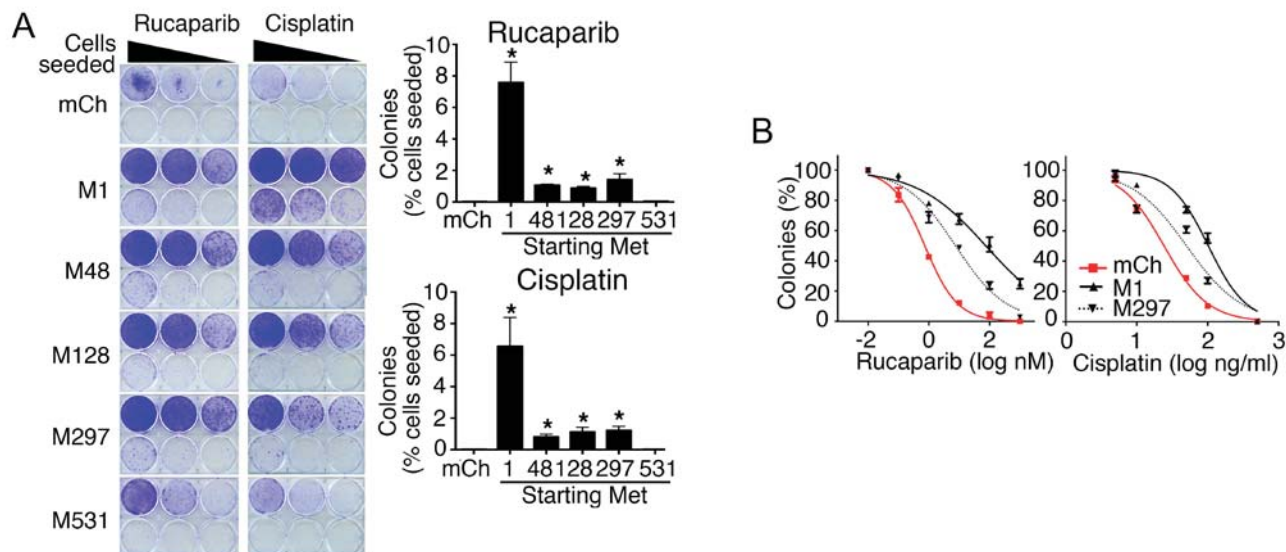 A
Rucaparib
Cisplatin
Cells
seeded
mCh
M1
M48
M128
M297
M531
Rucaparib
Colonies
(% cells seeded)
10
8
6
4
2
0
*
*
*
*
mCh
1
48
128
297
531
Starting Met
Cisplatin
Colonies
(% cells seeded)
10
8
6
4
2
0
*
*
*
*
mCh
1
48
128
297
531
Starting Met
B
Colonies (%)
100
80
60
40
20
0
-2
0
2
Rucaparib (log nM)
100
80
60
40
80
0
mCh
M1
M297
0
1
2
3
Cisplatin (log ng/ml)